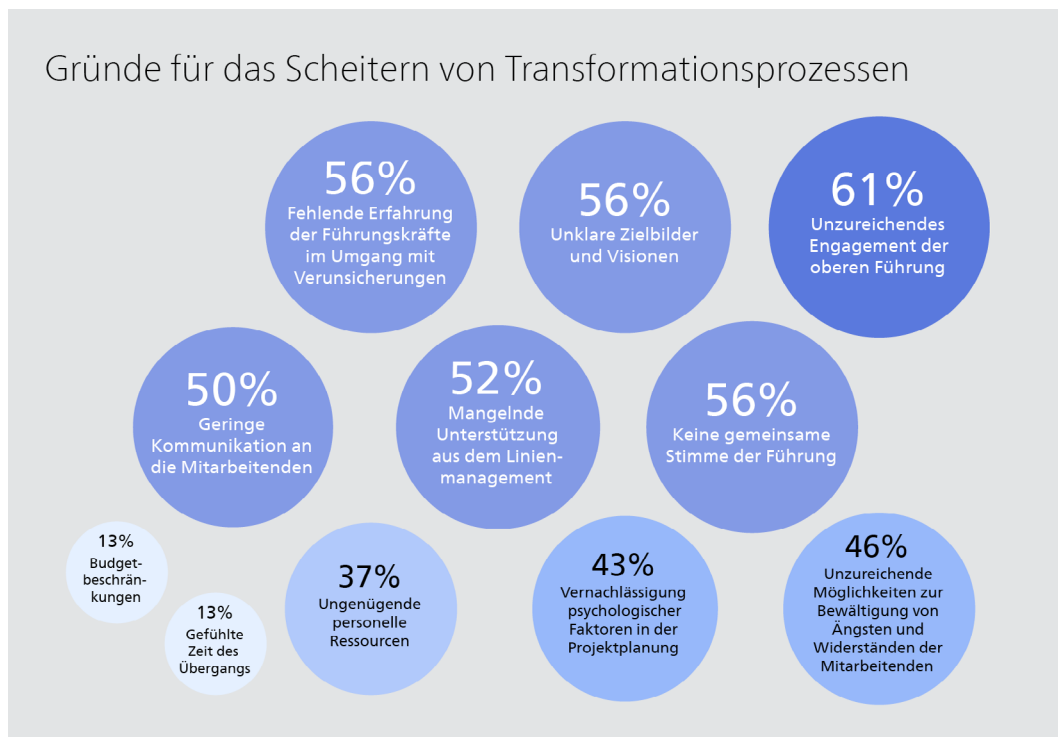 Gründe für das Scheitern von Transformationsprozessen
56%
Fehlende Erfahrung
der Führungskräfte
im Umgang mit
Verunsicherungen
56%
Unklare Zielbilder
und Visionen
61%
Unzureichendes
Engagement der
oberen Führung
50%
Geringe
Kommunikation an
die Mitarbeitenden
52%
Mangelnde
Unterstützung
aus dem Linien-
management
56%
Keine gemeinsame
Stimme der Führung
13%
Budget-
beschrän-
kungen
13%
Gefühlte
Zeit des
Übergangs
37%
Ungenügende
personelle
Ressourcen
43%
Vernachlässigung
psychologischer
Faktoren in der
Projektplanung
46%
Unzureichende
Möglichkeiten zur
Bewältigung von
Ängsten und
Widerständen der
Mitarbeitenden